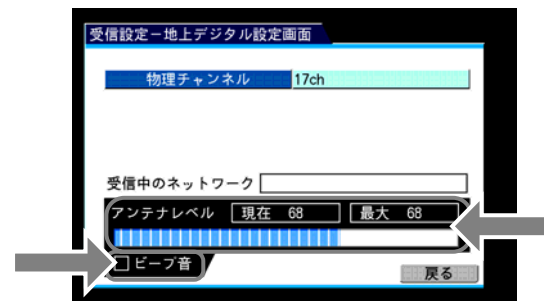 受信設定－地上デジタル設定画面
物理チャンネル 17ch
受信中のネットワーク
アンテナレベル 現在 68 最大 68
ビープ音
戻る